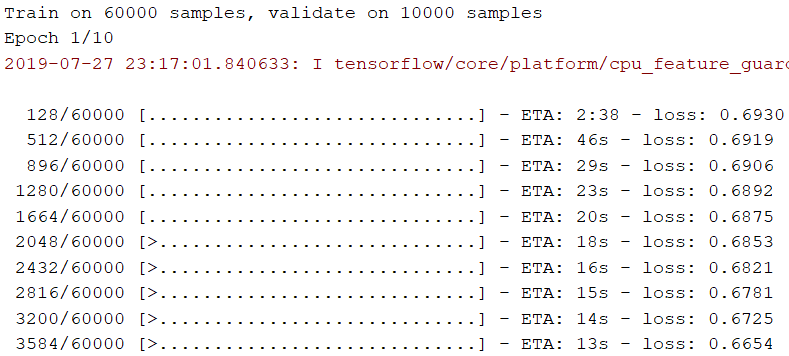 Train on 60000 samples, validate on 10000 samples
Epoch 1/10
2019-07-27 23:17:01.840633: I tensorflow/core/platform/cpu_feature_guar
128/60000 [..............................] - ETA: 2:38 - loss: 0.6930
512/60000 [..............................] - ETA: 46s - loss: 0.6919
896/60000 [..............................] - ETA: 29s - loss: 0.6906
1280/60000 [..............................] - ETA: 23s - loss: 0.6892
1664/60000 [..............................] - ETA: 20s - loss: 0.6875
2048/60000 [>.............................] - ETA: 18s - loss: 0.6853
2432/60000 [>.............................] - ETA: 16s - loss: 0.6821
2816/60000 [>.............................] - ETA: 15s - loss: 0.6781
3200/60000 [>.............................] - ETA: 14s - loss: 0.6725
3584/60000 [>.............................] - ETA: 13s - loss: 0.6654